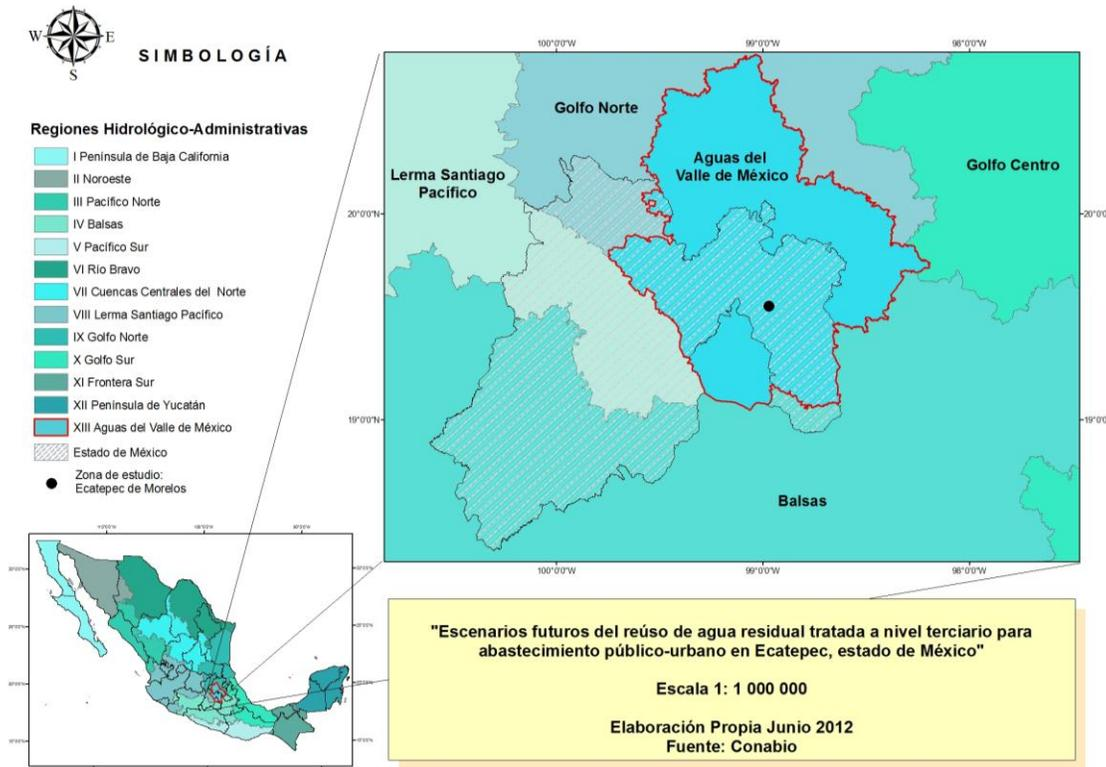 N
W E
S
SIMBOLOGÍA
Regiones Hidrológico-Administrativas
I Península de Baja California
II Noroeste
III Pacífico Norte
IV Balsas
V Pacífico Sur
VI Río Bravo
VII Cuencas Centrales del Norte
VIII Lerma Santiago Pacífico
IX Golfo Norte
X Golfo Sur
XI Frontera Sur
XII Península de Yucatán
XIII Aguas del Valle de México
Estado de México
Zona de estudio:
Ecatepec de Morelos
100°0'0"W 99°0'0"W 98°0'0"W
Golfo Norte
Aguas del
Valle de México
Golfo Centro
Lerma Santiago
Pacífico
20°0'0"N 20°0'0"N
19°0'0"N 19°0'0"N
Balsas
100°0'0"W 99°0'0"W 98°0'0"W
"Escenarios futuros del reúso de agua residual tratada a nivel terciario para
abastecimiento público-urbano en Ecatepec, estado de México"
Escala 1: 1 000 000
Elaboración Propia Junio 2012
Fuente: Conabio